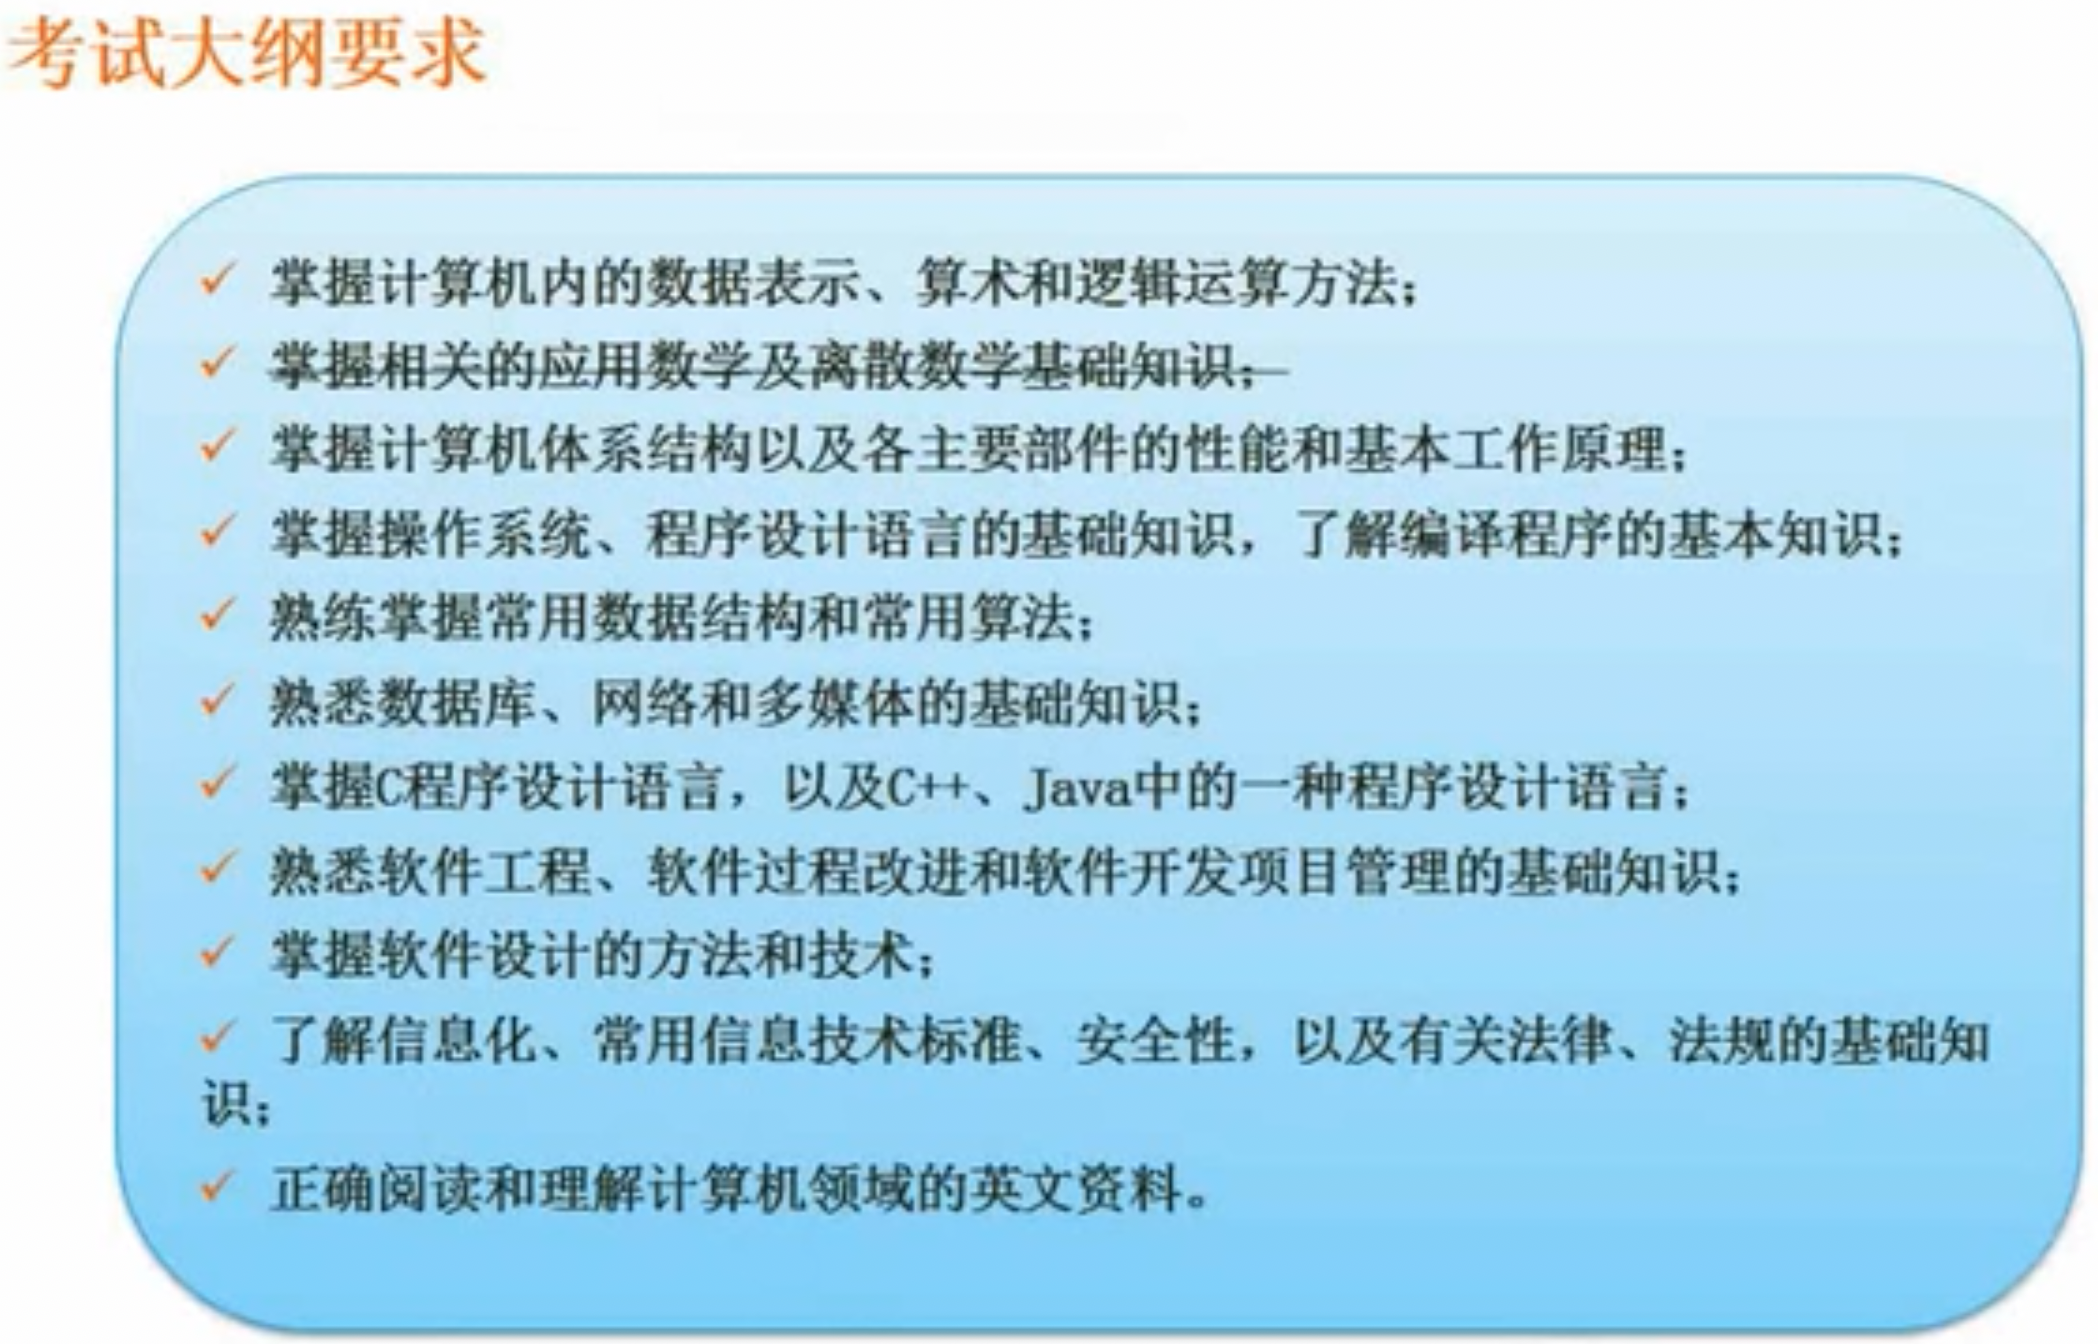 考试大纲要求
✓ 掌握计算机内的数据表示、算术和逻辑运算方法；
✓ 掌握相关的应用数学及离散数学基础知识；
✓ 掌握计算机体系结构以及各主要部件的性能和基本工作原理；
✓ 掌握操作系统、程序设计语言的基础知识，了解编译程序的基本知识；
✓ 熟练掌握常用数据结构和常用算法；
✓ 熟悉数据库、网络和多媒体的基础知识；
✓ 掌握C程序设计语言，以及C++、Java中的一种程序设计语言；
✓ 熟悉软件工程、软件过程改进和软件开发项目管理的基础知识；
✓ 掌握软件设计的方法和技术；
✓ 了解信息化、常用信息技术标准、安全性，以及有关法律、法规的基础知
识；
✓ 正确阅读和理解计算机领域的英文资料。